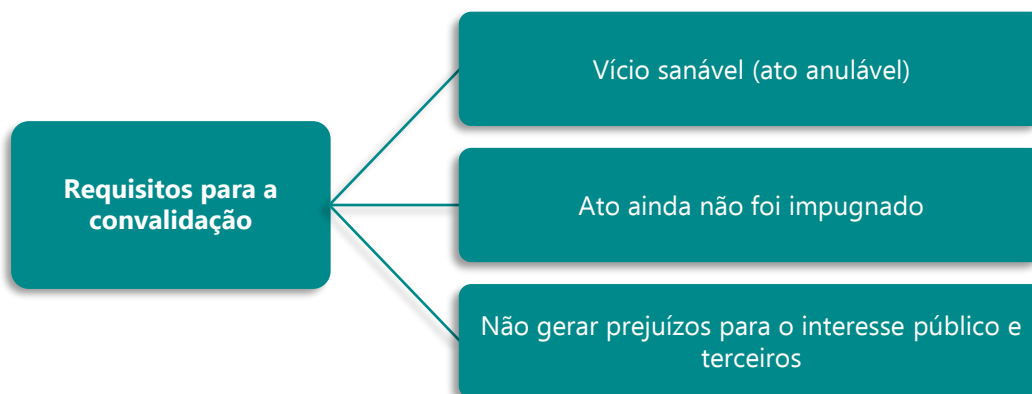 Requisitos para a
convalidação
Vício sanável (ato anulável)
Ato ainda não foi impugnado
Não gerar prejuízos para o interesse público e
terceiros